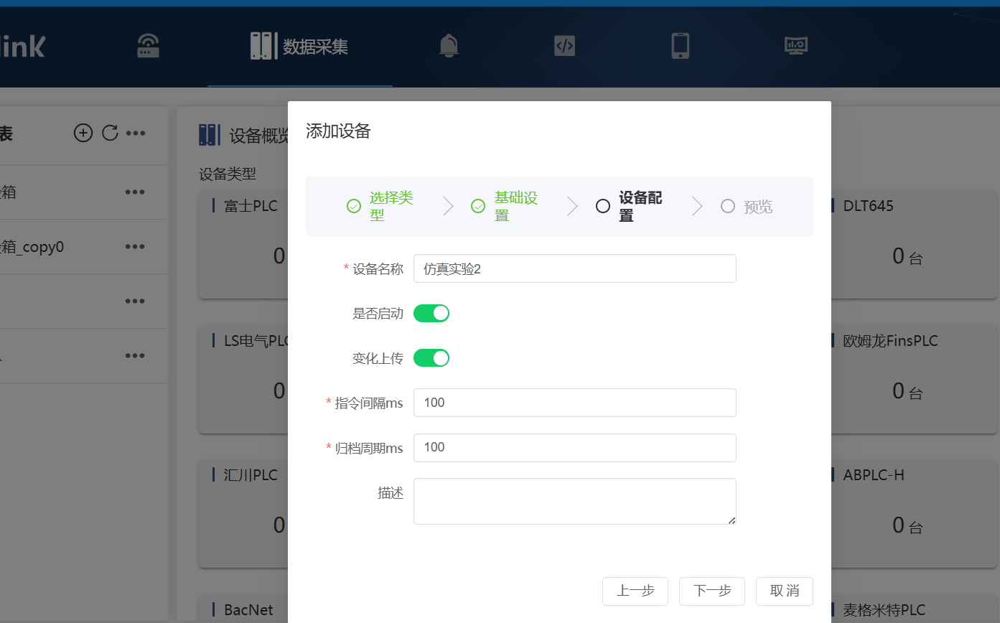 link
数据采集
表
设备概览
添加设备
设备类型
箱
选择类
型
基础设
置
设备配
置
预览
富士PLC
DLT645
0
0 台
箱_copy0
* 设备名称
仿真实验2
是否启动
LS电气PLC
欧姆龙FinsPLC
变化上传
0
0 台
* 指令间隔ms
100
* 归档周期ms
100
汇川PLC
ABPLC-H
描述
0
0 台
上一步
下一步
取 消
BacNet
麦格米特PLC